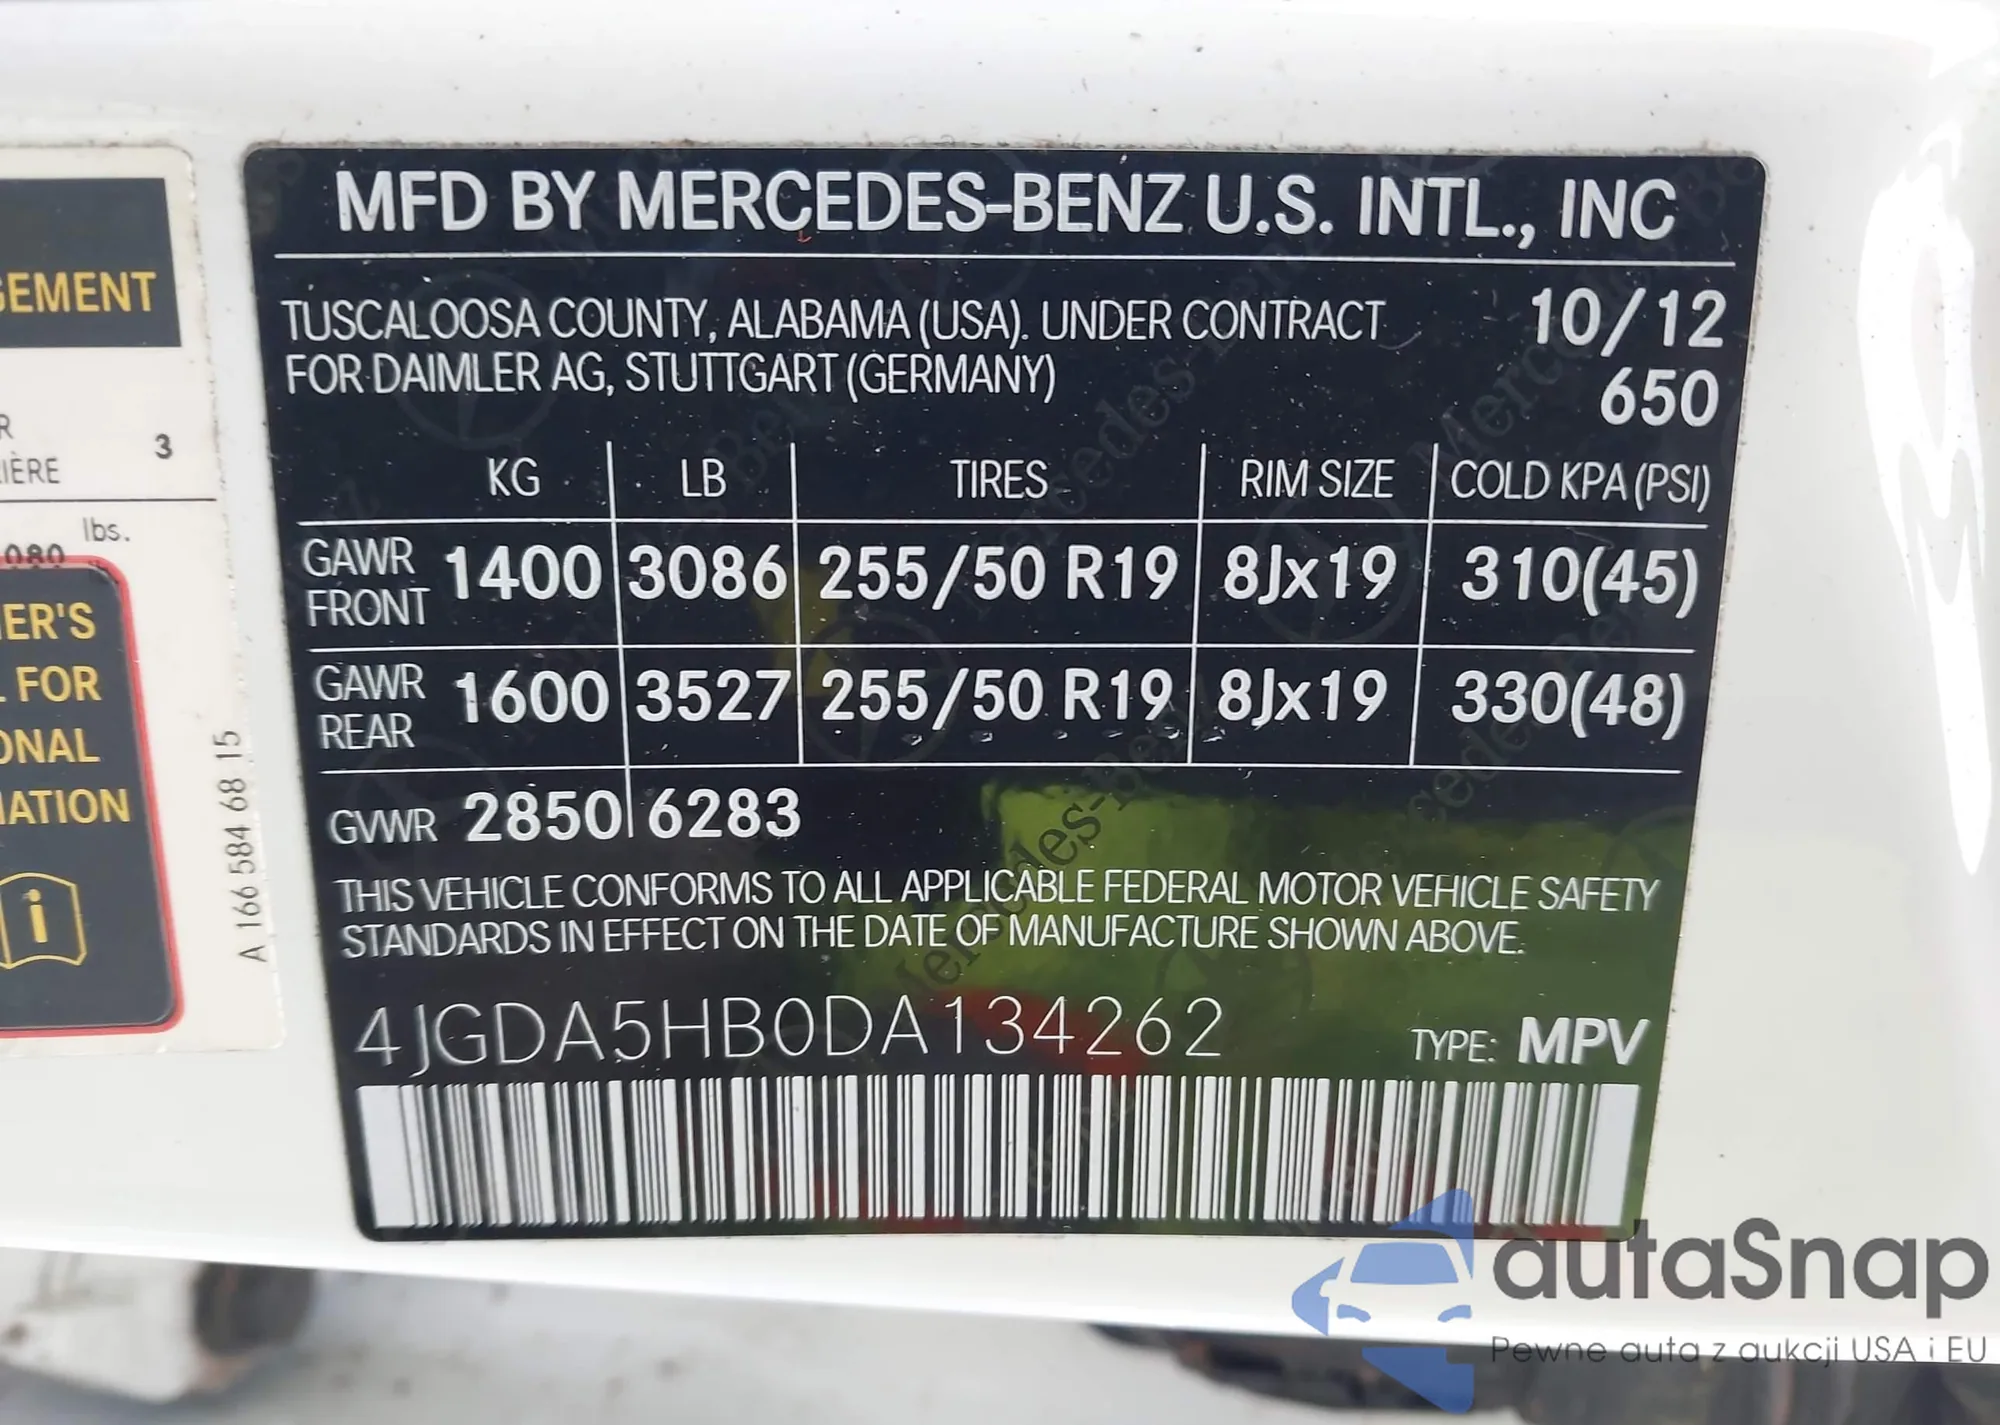 MFD BY MERCEDES-BENZ U.S. INTL., INC
TUSCALOOSA COUNTY, ALABAMA (USA). UNDER CONTRACT
FOR DAIMLER AG, STUTTGART (GERMANY)
10/12
650
KG LB TIRES RIM SIZE COLD KPA (PSI)
GAWR FRONT 1400 3086 255/50 R19 8Jx19 310(45)
GAWR REAR 1600 3527 255/50 R19 8Jx19 330(48)
GVWR 2850 6283
THIS VEHICLE CONFORMS TO ALL APPLICABLE FEDERAL MOTOR VEHICLE SAFETY
STANDARDS IN EFFECT ON THE DATE OF MANUFACTURE SHOWN ABOVE.
4JGDA5HB0DA134262
TYPE: MPV
GEMENT
R
IÈRE
3
lbs.
080
ER'S
FOR
ONAL
MATION
i
A 166 584 68 15
autaSnap
Pewne auta z aukcji USA i EU